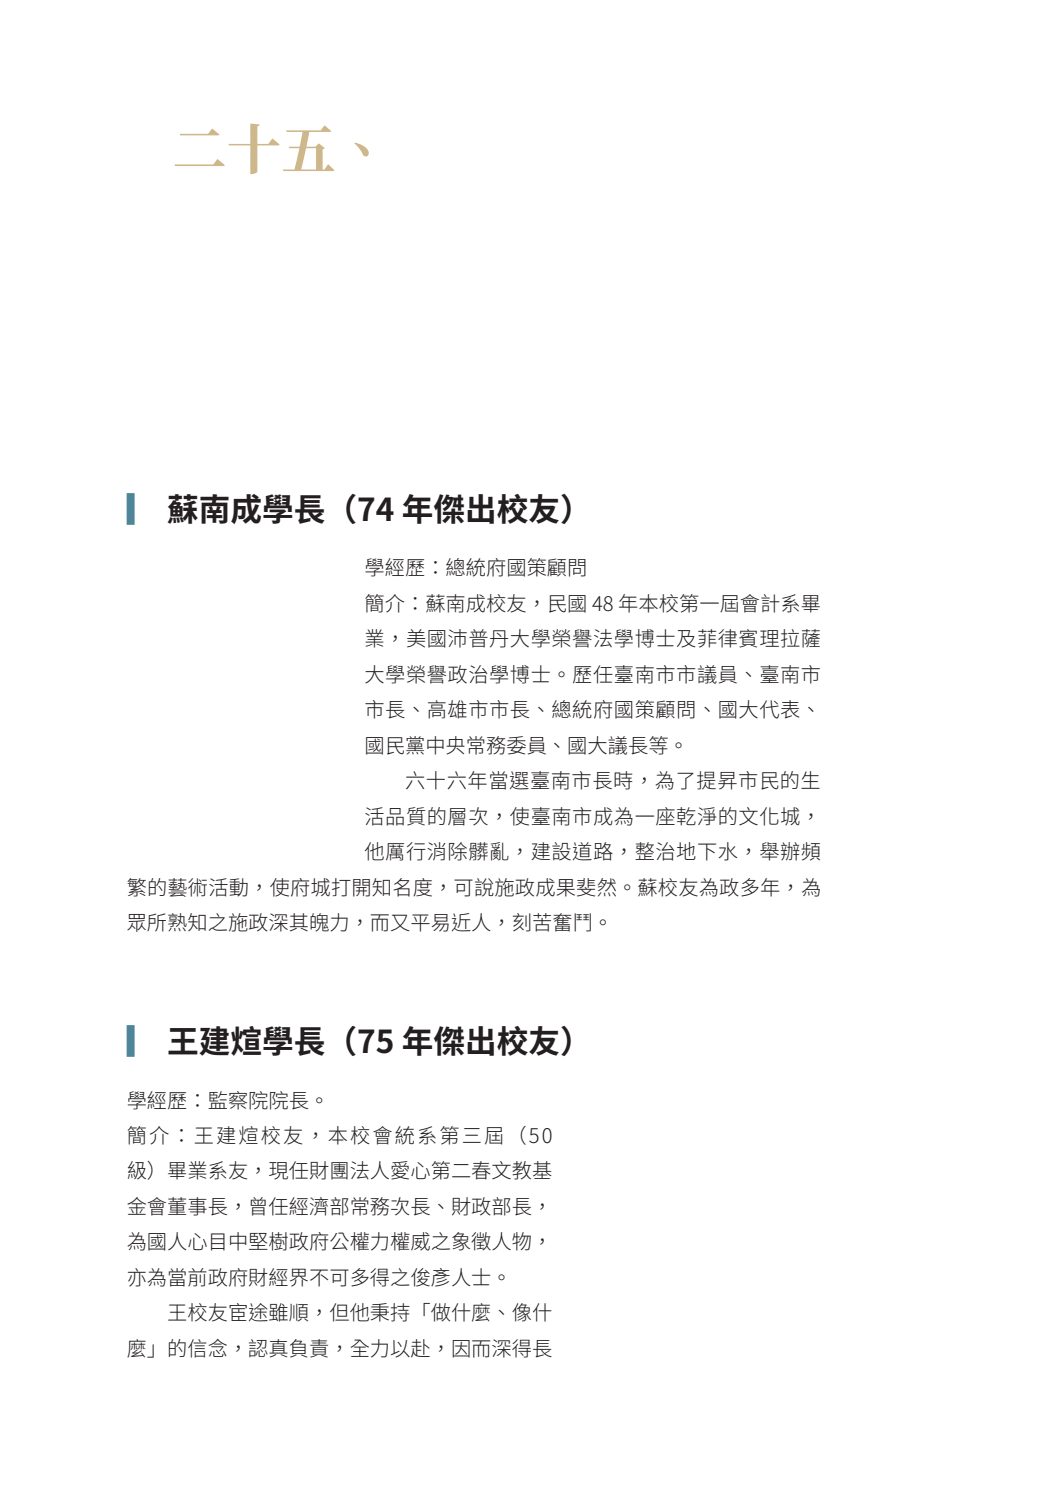 二十五、
蘇南成學長（74 年傑出校友）
學經歷：總統府國策顧問
簡介：蘇南成校友，民國 48 年本校第一屆會計系畢
業，美國沛普丹大學榮譽法學博士及菲律賓理拉薩
大學榮譽政治學博士。歷任臺南市市議員、臺南市
市長、高雄市市長、總統府國策顧問、國大代表、
國民黨中央常務委員、國大議長等。
六十六年當選臺南市長時，為了提昇市民的生
活品質的層次，使臺南市成為一座乾淨的文化城，
他厲行消除髒亂，建設道路，整治地下水，舉辦頻
繁的藝術活動，使府城打開知名度，可說施政成果斐然。蘇校友為政多年，為
眾所熟知之施政深其魄力，而又平易近人，刻苦奮鬥。
王建煊學長（75 年傑出校友）
學經歷：監察院院長。
簡介：王建煊校友，本校會統系第三屆（50
級）畢業系友，現任財團法人愛心第二春文教基
金會董事長，曾任經濟部常務次長、財政部長，
為國人心目中堅樹政府公權力權威之象徵人物，
亦為當前政府財經界不可多得之俊彥人士。
王校友宦途雖順，但他秉持「做什麼、像什
麼」的信念，認真負責，全力以赴，因而深得長